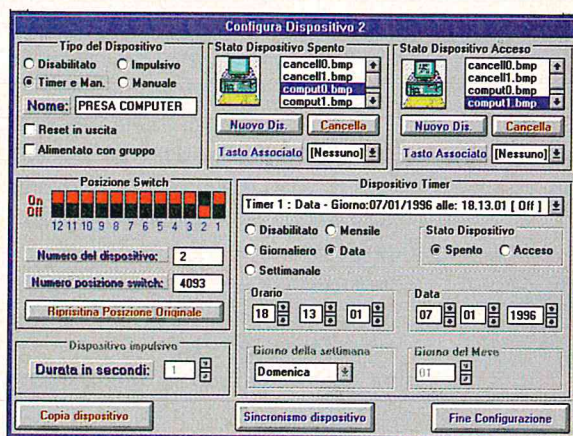 Configura Dispositivo 2
Tipo del Dispositivo
Disabilitato Impulsivo
Timer e Man. Manuale
Nome: PRESA COMPUTER
Reset in uscita
Alimentato con gruppo
Stato Dispositivo Spento
cancell0.bmp
cancell1.bmp
comput0.bmp
comput1.bmp
Nuovo Dis. Cancella
Tasto Associato [Nessuno]
Stato Dispositivo Acceso
cancell0.bmp
cancell1.bmp
comput0.bmp
comput1.bmp
Nuovo Dis. Cancella
Tasto Associato [Nessuno]
Posizione Switch
On
Off
12 11 10 9 8 7 6 5 4 3 2 1
Numero del dispositivo: 2
Numero posizione switch: 4093
Riprisitina Posizione Originale
Dispositivo impulsivo
Durata in secondi: 1
Dispositivo Timer
Timer 1 : Data - Giorno:07/01/1996 alle: 18.13.01 [ Off ]
Disabilitato Mensile
Giornaliero Data
Settimanale
Stato Dispositivo
Spento Acceso
Orario
18 13 01
Data
07 01 1996
Giorno della settimana
Domenica
Giorno del Mese
01
Copia dispositivo
Sincronismo dispositivo
Fine Configurazione